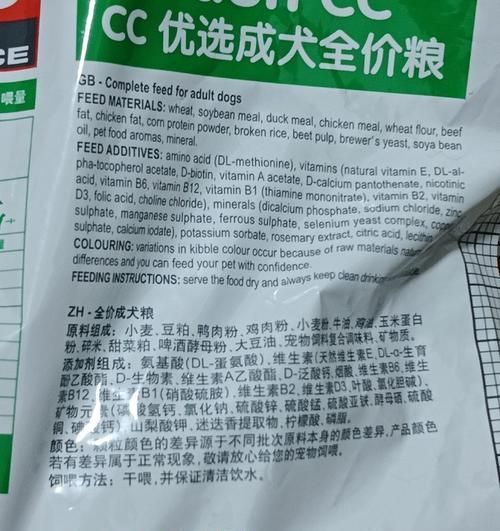 CC
CC 优选成犬全价粮
CE
喂量
GB - Complete feed for adult dogs
FEED MATERIALS: wheat, soybean meal, duck meal, chicken meal, wheat flour, beef
fat, chicken fat, corn protein powder, broken rice, beet pulp, brewer's yeast, soya bean
oil, pet food aromas, mineral.
FEED ADDITIVES: amino acid (DL-methionine), vitamins (natural vitamin E, DL-al-
pha-tocopherol acetate, D-biotin, vitamin A acetate, D-calcium pantothenate, nicotinic
acid, vitamin B6, vitamin B12, vitamin B1 (thiamine mononitrate), vitamin B2, vitamin
D3, folic acid, choline chloride), minerals (dicalcium phosphate, sodium chloride, zinc
sulphate, manganese sulphate, ferrous sulphate, selenium yeast complex, copper
sulphate, calcium iodate), potassium sorbate, rosemary extract, citric acid, lecithin
COLOURING: variations in kibble colour occur because of raw materials
differences and you can feed your pet with confidence.
FEEDING INSTRUCTIONS: serve the food dry and always keep clean
ZH - 全价成犬粮
原料组成: 小麦, 豆粕, 鸭肉粉, 鸡肉粉, 小麦粉, 牛油, 鸡油, 玉米蛋白
粉, 碎米, 甜菜粕, 啤酒酵母粉, 大豆油, 宠物饲料复合调味料, 矿物质。
添加剂组成: 氨基酸 (DL-蛋氨酸), 维生素 (天然维生素E, DL-α-生育
酚乙酸酯, D-生物素, 维生素A乙酸酯, D-泛酸钙, 烟酸, 维生素B6, 维生
素B12, 维生素B1 (硝酸硫胺), 维生素B2, 维生素D3, 叶酸, 氯化胆碱),
矿物元素 (磷酸氢钙, 氯化钠, 硫酸锌, 硫酸锰, 硫酸亚铁, 酵母硒, 硫酸
铜, 碘酸钙), 山梨酸钾, 迷迭香提取物, 柠檬酸, 磷脂。
颜色: 颗粒颜色的差异源于不同批次原料本身的颜色差异, 产品颜色
若有差异属于正常现象, 敬请放心给您的宠物饲喂。
饲喂方法: 干喂, 并保证清洁饮水。